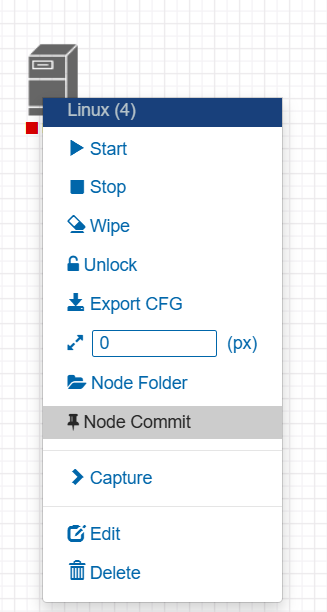 Linux (4)
Start
Stop
Wipe
Unlock
Export CFG
0 (px)
Node Folder
Node Commit
Capture
Edit
Delete